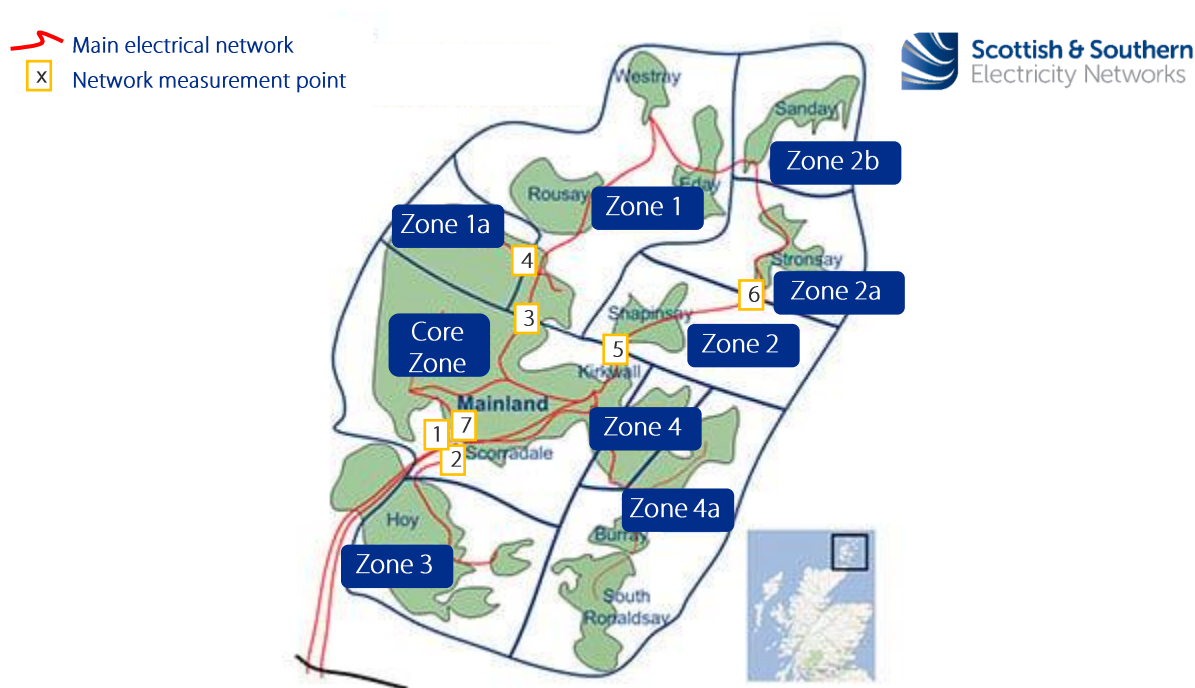 Main electrical network
x
Network measurement point
Scottish & Southern
Electricity Networks
Westray
Sanday
Zone 2b
Eday
Rousay
Zone 1
Zone 1a
4
Stronsay
6
Zone 2a
3
Shapinsay
Core
Zone
5
Zone 2
Kirkwall
Mainland
1
7
Zone 4
2
Scorradale
Zone 4a
Hoy
Burray
Zone 3
South
Ronaldsay